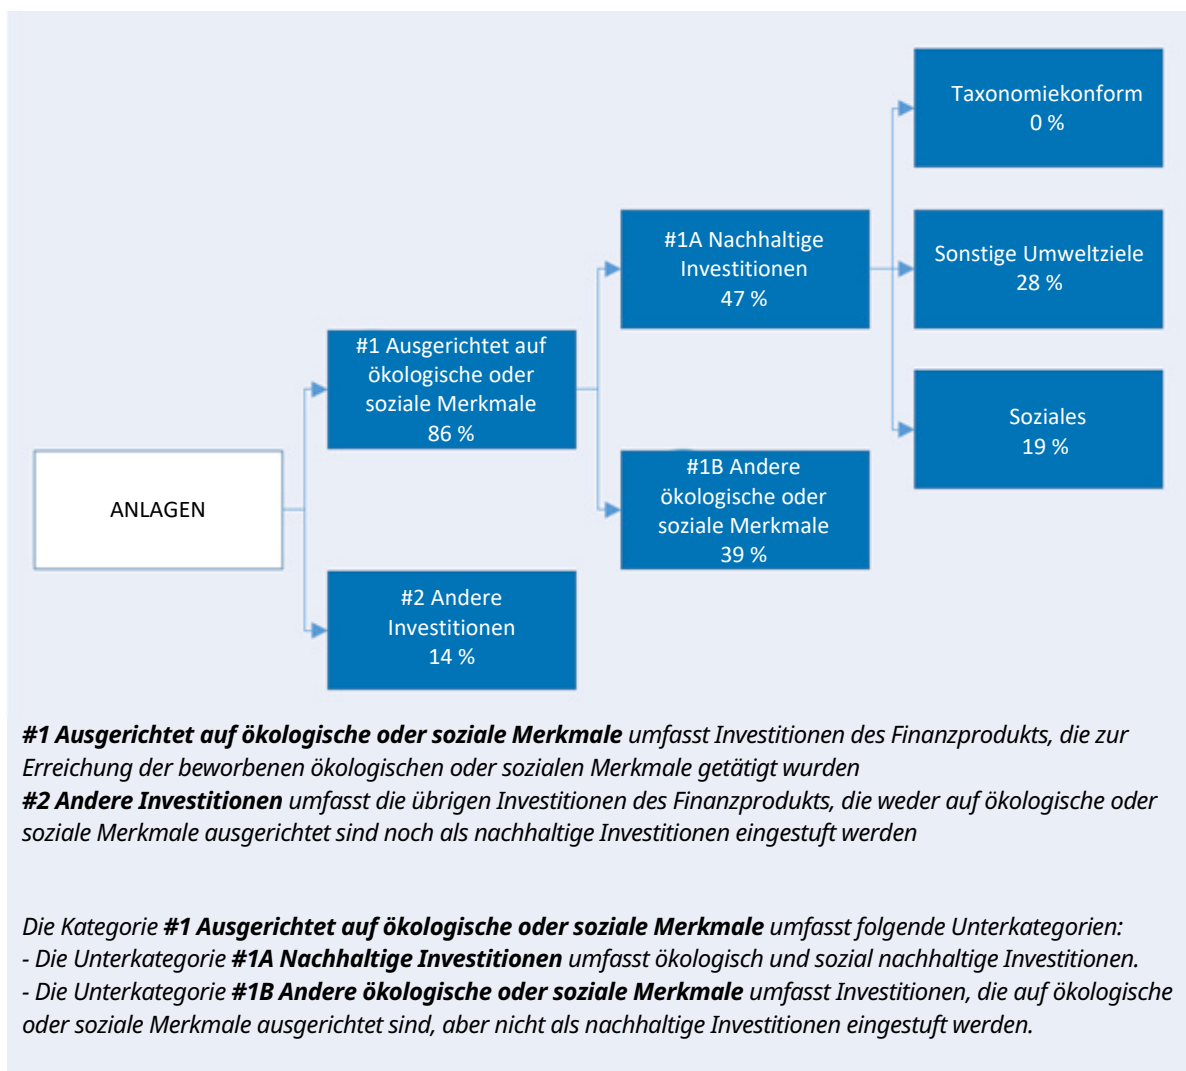 Taxonomiekonform
0 %
#1A Nachhaltige
Investitionen
47 %
Sonstige Umweltziele
28 %
#1 Ausgerichtet auf
ökologische oder
soziale Merkmale
86 %
Soziales
19 %
#1B Andere
ökologische oder
soziale Merkmale
39 %
ANLAGEN
#2 Andere
Investitionen
14 %
#1 Ausgerichtet auf ökologische oder soziale Merkmale umfasst Investitionen des Finanzprodukts, die zur
Erreichung der beworbenen ökologischen oder sozialen Merkmale getätigt wurden
#2 Andere Investitionen umfasst die übrigen Investitionen des Finanzprodukts, die weder auf ökologische oder
soziale Merkmale ausgerichtet sind noch als nachhaltige Investitionen eingestuft werden
Die Kategorie #1 Ausgerichtet auf ökologische oder soziale Merkmale umfasst folgende Unterkategorien:
- Die Unterkategorie #1A Nachhaltige Investitionen umfasst ökologisch und sozial nachhaltige Investitionen.
- Die Unterkategorie #1B Andere ökologische oder soziale Merkmale umfasst Investitionen, die auf ökologische
oder soziale Merkmale ausgerichtet sind, aber nicht als nachhaltige Investitionen eingestuft werden.